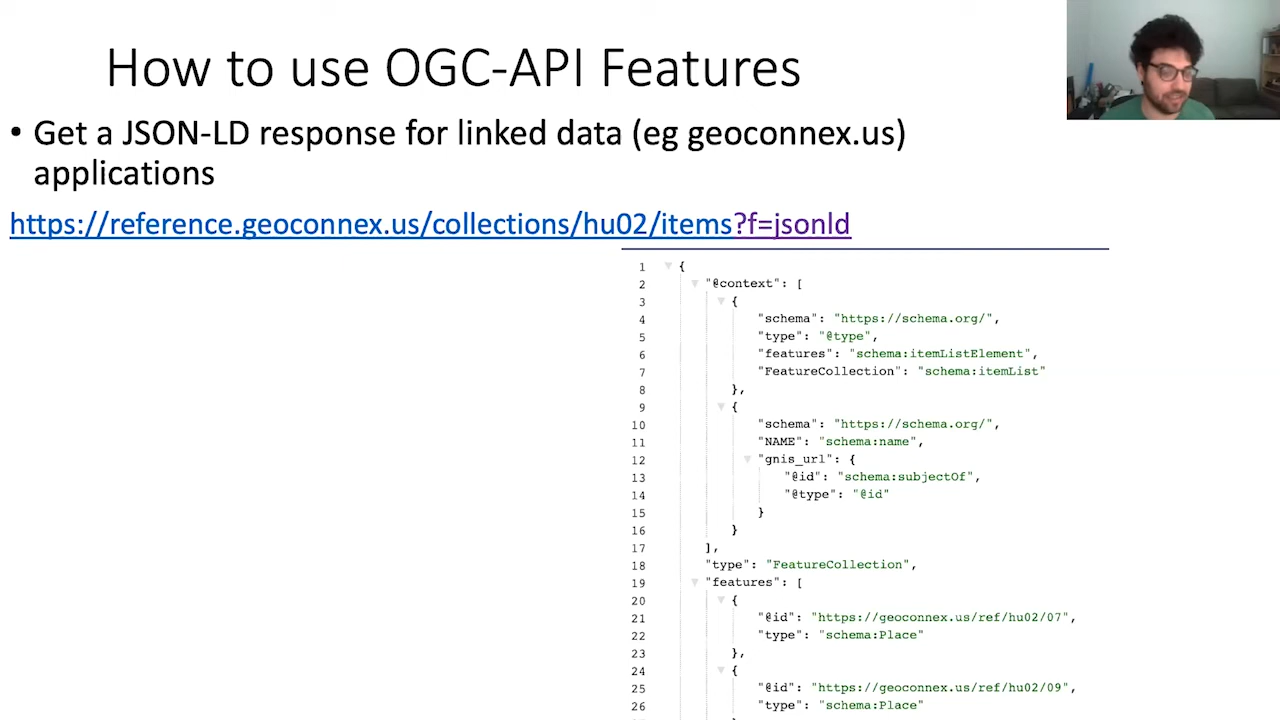 How to use OGC-API Features
• Get a JSON-LD response for linked data (eg geoconnex.us)
applications
https://reference.geoconnex.us/collections/hu02/items?f=jsonld
1 {
2 "@context": [
3 {
4 "schema": "https://schema.org/",
5 "type": "@type",
6 "features": "schema:itemListElement",
7 "FeatureCollection": "schema:itemList"
8 },
9 {
10 "schema": "https://schema.org/",
11 "NAME": "schema:name",
12 "gnis_url": {
13 "@id": "schema:subjectOf",
14 "@type": "@id"
15 }
16 }
17 ],
18 "type": "FeatureCollection",
19 "features": [
20 {
21 "@id": "https://geoconnex.us/ref/hu02/07",
22 "type": "schema:Place"
23 },
24 {
25 "@id": "https://geoconnex.us/ref/hu02/09",
26 "type": "schema:Place"